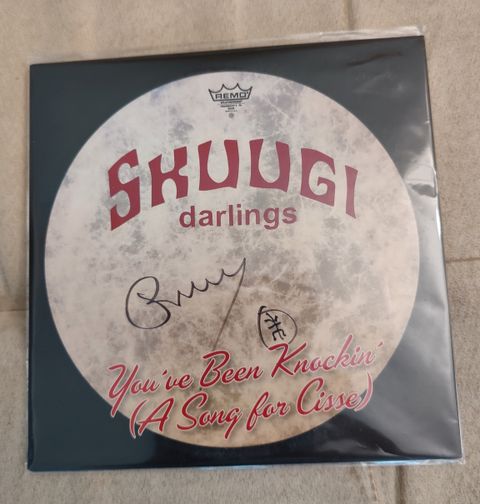 REMO
SKUUGI
darlings
You've Been Knockin'
(A Song for Cisse)